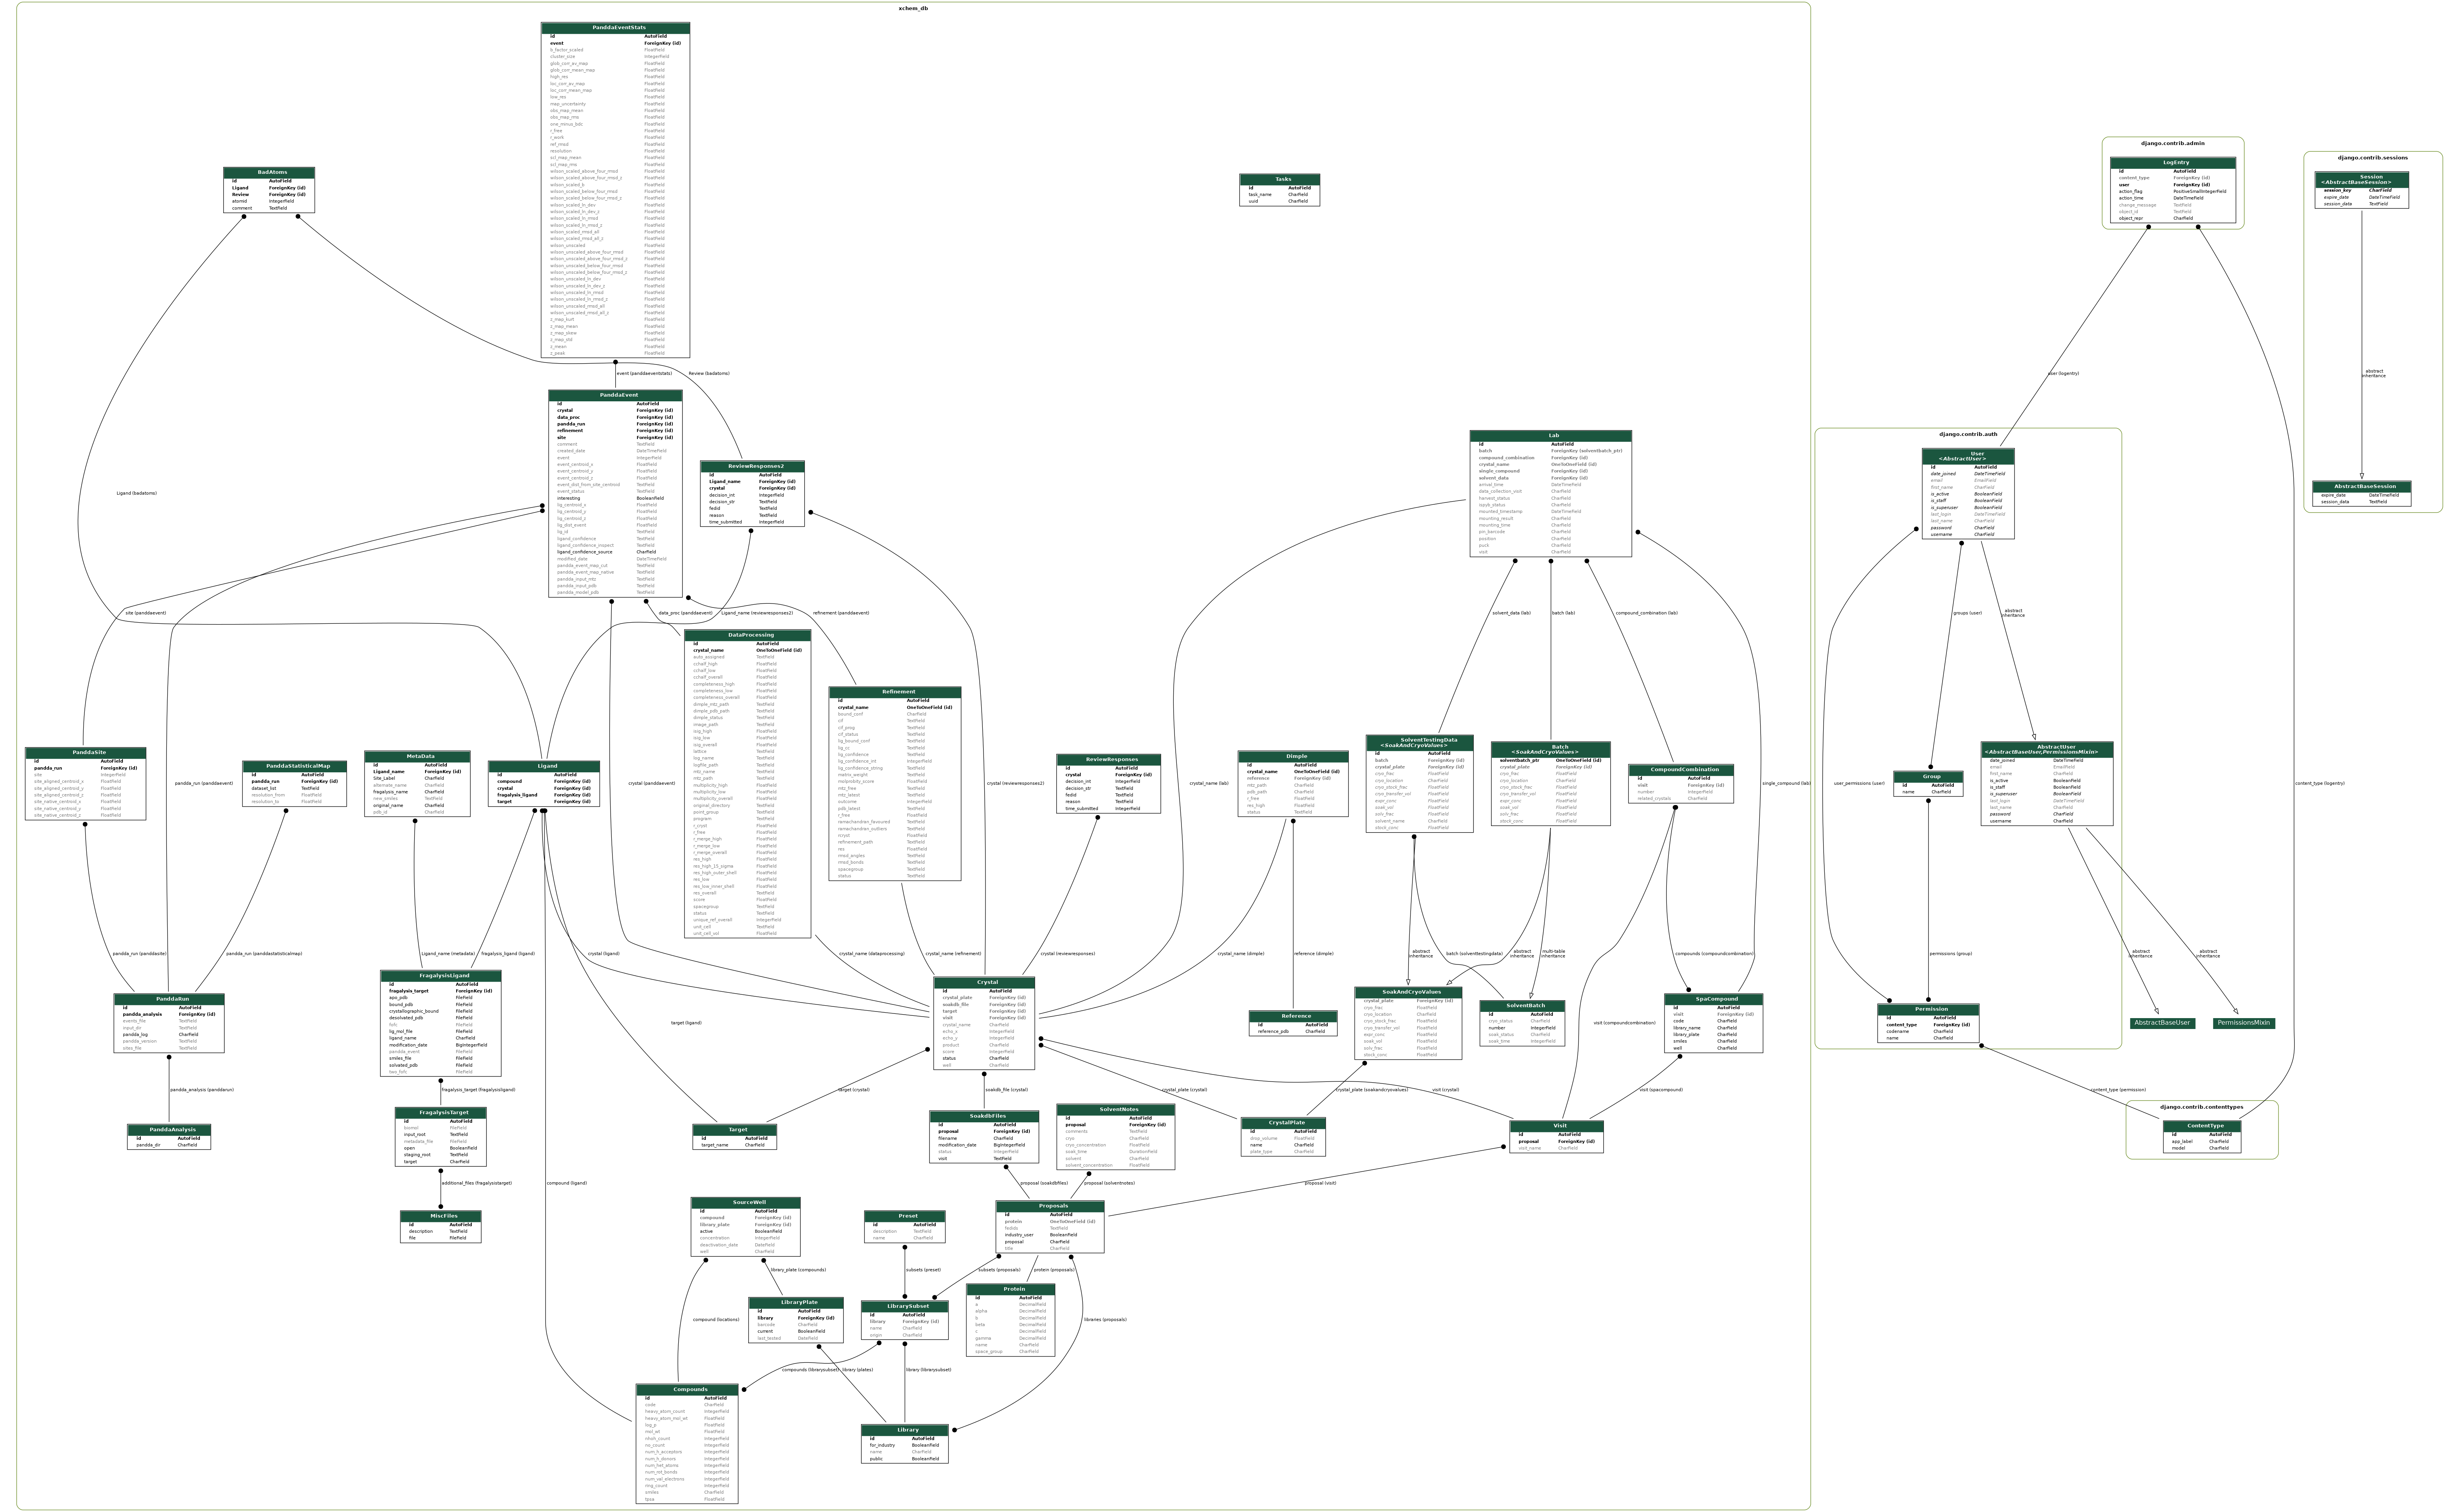 xchem_db
PanddaEventStats
id AutoField
event ForeignKey (id)
b_factor_scaled FloatField
cluster_size IntegerField
glob_corr_av_map FloatField
glob_corr_mean_map FloatField
high_res FloatField
loc_corr_av_map FloatField
loc_corr_mean_map FloatField
low_res FloatField
map_uncertainty FloatField
obs_map_mean FloatField
obs_map_rms FloatField
one_minus_bdc FloatField
r_free FloatField
r_work FloatField
ref_rmsd FloatField
resolution FloatField
scl_map_mean FloatField
scl_map_rms FloatField
wilson_scaled_above_four_rmsd FloatField
wilson_scaled_above_four_rmsd_z FloatField
wilson_scaled_b FloatField
wilson_scaled_below_four_rmsd FloatField
wilson_scaled_below_four_rmsd_z FloatField
wilson_scaled_ln_dev FloatField
wilson_scaled_ln_dev_z FloatField
wilson_scaled_ln_rmsd FloatField
wilson_scaled_ln_rmsd_z FloatField
wilson_scaled_rmsd_all FloatField
wilson_scaled_rmsd_all_z FloatField
wilson_unscaled FloatField
wilson_unscaled_above_four_rmsd FloatField
wilson_unscaled_above_four_rmsd_z FloatField
wilson_unscaled_below_four_rmsd FloatField
wilson_unscaled_below_four_rmsd_z FloatField
wilson_unscaled_ln_dev FloatField
wilson_unscaled_ln_dev_z FloatField
wilson_unscaled_ln_rmsd FloatField
wilson_unscaled_ln_rmsd_z FloatField
wilson_unscaled_rmsd_all FloatField
wilson_unscaled_rmsd_all_z FloatField
z_map_kurt FloatField
z_map_mean FloatField
z_map_skew FloatField
z_map_std FloatField
z_mean FloatField
z_peak FloatField
BadAtoms
id AutoField
Ligand ForeignKey (id)
Review ForeignKey (id)
atomid IntegerField
comment TextField
Tasks
id AutoField
task_name CharField
uuid CharField
django.contrib.admin
LogEntry
id AutoField
content_type ForeignKey (id)
user ForeignKey (id)
action_flag PositiveSmallIntegerField
action_time DateTimeField
change_message TextField
object_id TextField
object_repr CharField
django.contrib.sessions
Session
<AbstractBaseSession>
session_key CharField
expire_date DateTimeField
session_data TextField
event (panddaeventstats)
Review (badatoms)
user (logentry)
abstract
inheritance
PanddaEvent
id AutoField
crystal ForeignKey (id)
data_proc ForeignKey (id)
pandda_run ForeignKey (id)
refinement ForeignKey (id)
site ForeignKey (id)
comment TextField
created_date DateTimeField
event IntegerField
event_centroid_x FloatField
event_centroid_y FloatField
event_centroid_z FloatField
event_dist_from_site_centroid TextField
event_status TextField
interesting BooleanField
lig_centroid_x FloatField
lig_centroid_y FloatField
lig_centroid_z FloatField
lig_dist_event FloatField
lig_id TextField
ligand_confidence TextField
ligand_confidence_inspect TextField
ligand_confidence_source CharField
modified_date DateTimeField
pandda_event_map_cut TextField
pandda_event_map_native TextField
pandda_input_mtz TextField
pandda_input_pdb TextField
pandda_model_pdb TextField
ReviewResponses2
id AutoField
Ligand_name ForeignKey (id)
crystal ForeignKey (id)
decision_int IntegerField
decision_str TextField
fedid TextField
reason TextField
time_submitted IntegerField
Lab
id AutoField
batch ForeignKey (solventbatch_ptr)
compound_combination ForeignKey (id)
crystal_name OneToOneField (id)
single_compound ForeignKey (id)
solvent_data ForeignKey (id)
arrival_time DateTimeField
data_collection_visit CharField
harvest_status CharField
ispyb_status CharField
mounted_timestamp DateTimeField
mounting_result CharField
mounting_time CharField
pin_barcode CharField
position CharField
puck CharField
visit CharField
django.contrib.auth
User
<AbstractUser>
id AutoField
date_joined DateTimeField
email EmailField
first_name CharField
is_active BooleanField
is_staff BooleanField
is_superuser BooleanField
last_login DateTimeField
last_name CharField
password CharField
username CharField
AbstractBaseSession
expire_date DateTimeField
session_data TextField
Ligand (badatoms)
site (panddaevent)
data_proc (panddaevent)
Ligand_name (reviewresponses2)
refinement (panddaevent)
solvent_data (lab)
batch (lab)
compound_combination (lab)
groups (user)
abstract
inheritance
DataProcessing
id AutoField
crystal_name OneToOneField (id)
auto_assigned TextField
cchalf_high FloatField
cchalf_low FloatField
cchalf_overall FloatField
completeness_high FloatField
completeness_low FloatField
completeness_overall FloatField
dimple_mtz_path TextField
dimple_pdb_path TextField
dimple_status TextField
image_path TextField
isig_high FloatField
isig_low FloatField
isig_overall FloatField
lattice TextField
log_name TextField
logfile_path TextField
mtz_name TextField
mtz_path TextField
multiplicity_high FloatField
multiplicity_low FloatField
multiplicity_overall FloatField
original_directory TextField
point_group TextField
program TextField
r_cryst FloatField
r_free FloatField
r_merge_high FloatField
r_merge_low FloatField
r_merge_overall FloatField
res_high FloatField
res_high_15_sigma FloatField
res_high_outer_shell FloatField
res_low FloatField
res_low_inner_shell FloatField
res_overall TextField
score FloatField
spacegroup TextField
status TextField
unique_ref_overall IntegerField
unit_cell TextField
unit_cell_vol FloatField
Refinement
id AutoField
crystal_name OneToOneField (id)
bound_conf CharField
cif TextField
cif_prog TextField
cif_status TextField
lig_bound_conf TextField
lig_cc TextField
lig_confidence TextField
lig_confidence_int IntegerField
lig_confidence_string TextField
matrix_weight TextField
molprobity_score FloatField
mtz_free TextField
mtz_latest TextField
outcome IntegerField
pdb_latest TextField
r_free FloatField
ramachandran_favoured TextField
ramachandran_outliers TextField
rcryst FloatField
refinement_path TextField
res FloatField
rmsd_angles TextField
rmsd_bonds TextField
spacegroup TextField
status TextField
PanddaSite
id AutoField
pandda_run ForeignKey (id)
site IntegerField
site_aligned_centroid_x FloatField
site_aligned_centroid_y FloatField
site_aligned_centroid_z FloatField
site_native_centroid_x FloatField
site_native_centroid_y FloatField
site_native_centroid_z FloatField
pandda_run (panddaevent)
PanddaStatisticalMap
id AutoField
pandda_run ForeignKey (id)
dataset_list TextField
resolution_from FloatField
resolution_to FloatField
MetaData
id AutoField
Ligand_name ForeignKey (id)
Site_Label CharField
alternate_name CharField
fragalysis_name CharField
new_smiles TextField
original_name CharField
pdb_id CharField
Ligand
id AutoField
compound ForeignKey (id)
crystal ForeignKey (id)
fragalysis_ligand ForeignKey (id)
target ForeignKey (id)
crystal (panddaevent)
crystal (reviewresponses2)
ReviewResponses
id AutoField
crystal ForeignKey (id)
decision_int IntegerField
decision_str TextField
fedid TextField
reason TextField
time_submitted IntegerField
crystal_name (lab)
Dimple
id AutoField
crystal_name OneToOneField (id)
reference ForeignKey (id)
mtz_path CharField
pdb_path CharField
r_free FloatField
res_high FloatField
status TextField
SolventTestingData
<SoakAndCryoValues>
id AutoField
batch ForeignKey (id)
crystal_plate ForeignKey (id)
cryo_frac FloatField
cryo_location CharField
cryo_stock_frac FloatField
cryo_transfer_vol FloatField
expr_conc FloatField
soak_vol FloatField
solv_frac FloatField
solvent_name CharField
stock_conc FloatField
Batch
<SoakAndCryoValues>
solventbatch_ptr OneToOneField (id)
crystal_plate ForeignKey (id)
cryo_frac FloatField
cryo_location CharField
cryo_stock_frac FloatField
cryo_transfer_vol FloatField
expr_conc FloatField
soak_vol FloatField
solv_frac FloatField
stock_conc FloatField
CompoundCombination
id AutoField
visit ForeignKey (id)
number IntegerField
related_crystals CharField
single_compound (lab)
user_permissions (user)
Group
id AutoField
name CharField
AbstractUser
<AbstractBaseUser,PermissionsMixin>
date_joined DateTimeField
email EmailField
first_name CharField
is_active BooleanField
is_staff BooleanField
is_superuser BooleanField
last_login DateTimeField
last_name CharField
password CharField
username CharField
content_type (logentry)
pandda_run (panddasite)
pandda_run (panddastatisticalmap)
Ligand_name (metadata)
fragalysis_ligand (ligand)
crystal (ligand)
crystal_name (dataprocessing)
crystal_name (refinement)
crystal (reviewresponses)
crystal_name (dimple)
reference (dimple)
abstract
inheritance
batch (solventtestingdata)
abstract
inheritance
multi-table
inheritance
compounds (compoundcombination)
permissions (group)
abstract
inheritance
abstract
inheritance
PanddaRun
id AutoField
pandda_analysis ForeignKey (id)
events_file TextField
input_dir TextField
pandda_log CharField
pandda_version TextField
sites_file TextField
FragalysisLigand
id AutoField
fragalysis_target ForeignKey (id)
apo_pdb FileField
bound_pdb FileField
crystallographic_bound FileField
desolvated_pdb FileField
fofc FileField
lig_mol_file FileField
ligand_name CharField
modification_date BigIntegerField
pandda_event FileField
smiles_file FileField
solvated_pdb FileField
two_fofc FileField
target (ligand)
Crystal
id AutoField
crystal_plate ForeignKey (id)
soakdb_file ForeignKey (id)
target ForeignKey (id)
visit ForeignKey (id)
crystal_name CharField
echo_x IntegerField
echo_y IntegerField
product CharField
score IntegerField
status CharField
well CharField
Reference
id AutoField
reference_pdb CharField
SoakAndCryoValues
crystal_plate ForeignKey (id)
cryo_frac FloatField
cryo_location CharField
cryo_stock_frac FloatField
cryo_transfer_vol FloatField
expr_conc FloatField
soak_vol FloatField
solv_frac FloatField
stock_conc FloatField
SolventBatch
id AutoField
cryo_status CharField
number IntegerField
soak_status CharField
soak_time IntegerField
visit (compoundcombination)
SpaCompound
id AutoField
visit ForeignKey (id)
code CharField
library_name CharField
library_plate CharField
smiles CharField
well CharField
Permission
id AutoField
content_type ForeignKey (id)
codename CharField
name CharField
AbstractBaseUser
PermissionsMixin
pandda_analysis (panddarun)
fragalysis_target (fragalysisligand)
target (crystal)
soakdb_file (crystal)
crystal_plate (crystal)
crystal_plate (soakandcryovalues)
visit (crystal)
visit (spacompound)
content_type (permission)
PanddaAnalysis
id AutoField
pandda_dir CharField
FragalysisTarget
id AutoField
biomol FileField
input_root TextField
metadata_file FileField
open BooleanField
staging_root TextField
target CharField
Target
id AutoField
target_name CharField
SoakdbFiles
id AutoField
proposal ForeignKey (id)
filename CharField
modification_date BigIntegerField
status IntegerField
visit TextField
SolventNotes
id AutoField
proposal ForeignKey (id)
comments TextField
cryo CharField
cryo_concentration FloatField
soak_time DurationField
solvent CharField
solvent_concentration FloatField
CrystalPlate
id AutoField
drop_volume FloatField
name CharField
plate_type CharField
Visit
id AutoField
proposal ForeignKey (id)
visit_name CharField
django.contrib.contenttypes
ContentType
id AutoField
app_label CharField
model CharField
additional_files (fragalysistarget)
compound (ligand)
proposal (soakdbfiles)
proposal (solventnotes)
proposal (visit)
MiscFiles
id AutoField
description TextField
file FileField
SourceWell
id AutoField
compound ForeignKey (id)
library_plate ForeignKey (id)
active BooleanField
concentration IntegerField
deactivation_date DateField
well CharField
Preset
id AutoField
description TextField
name CharField
Proposals
id AutoField
protein OneToOneField (id)
fedids TextField
industry_user BooleanField
proposal CharField
title CharField
library_plate (compounds)
subsets (preset)
subsets (proposals)
protein (proposals)
compound (locations)
LibraryPlate
id AutoField
library ForeignKey (id)
barcode CharField
current BooleanField
last_tested DateField
LibrarySubset
id AutoField
library ForeignKey (id)
name CharField
origin CharField
Protein
id AutoField
a DecimalField
alpha DecimalField
b DecimalField
beta DecimalField
c DecimalField
gamma DecimalField
name CharField
space_group CharField
libraries (proposals)
compounds (librarysubset)
library (plates)
library (librarysubset)
Compounds
id AutoField
code CharField
heavy_atom_count IntegerField
heavy_atom_mol_wt FloatField
log_p FloatField
mol_wt FloatField
nhoh_count IntegerField
no_count IntegerField
num_h_acceptors IntegerField
num_h_donors IntegerField
num_het_atoms IntegerField
num_rot_bonds IntegerField
num_val_electrons IntegerField
ring_count IntegerField
smiles CharField
tpsa FloatField
Library
id AutoField
for_industry BooleanField
name CharField
public BooleanField